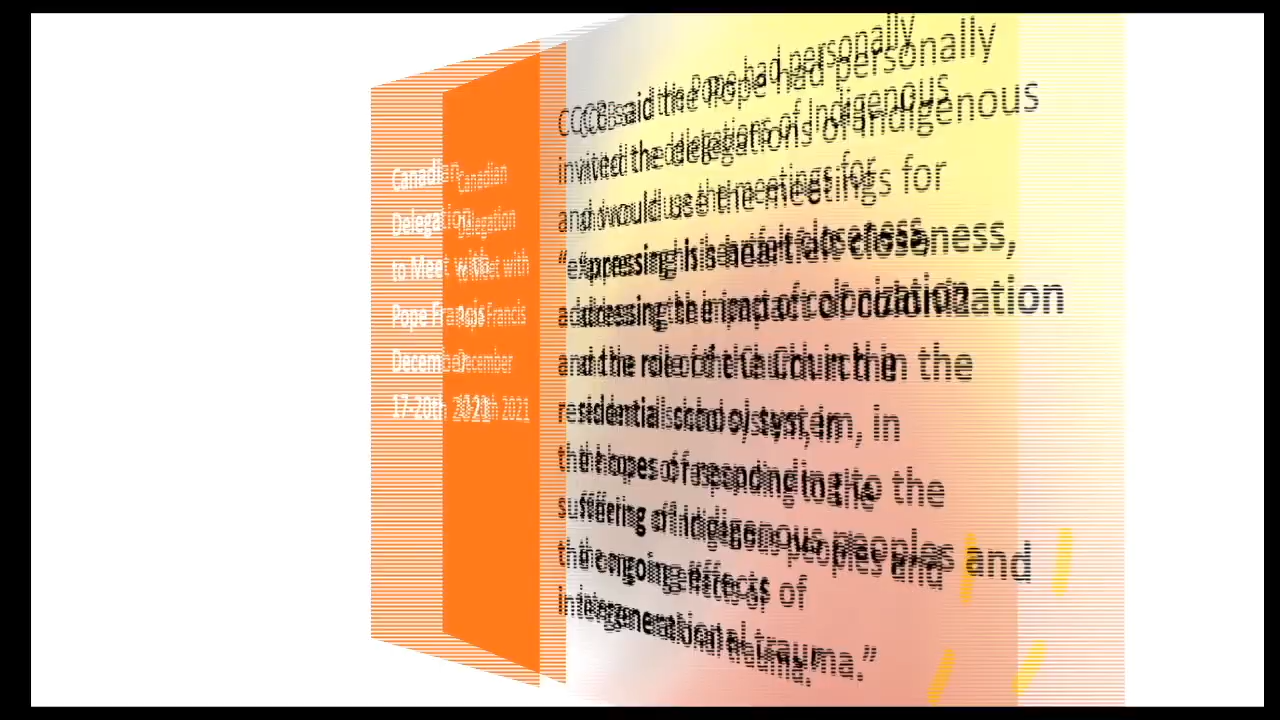 Canadian
Delegation
to Meet with
Pope Francis
December
17-20th 2021
CCCB said the Pope had personally
invited the delegations of Indigenous
and would use the meetings for
“expressing his heartfelt closeness,
addressing the impact of colonization
and the role of the Church in the
residential school system, in
the hopes of responding to the
suffering of Indigenous peoples and
the ongoing effects of
intergenerational trauma.”